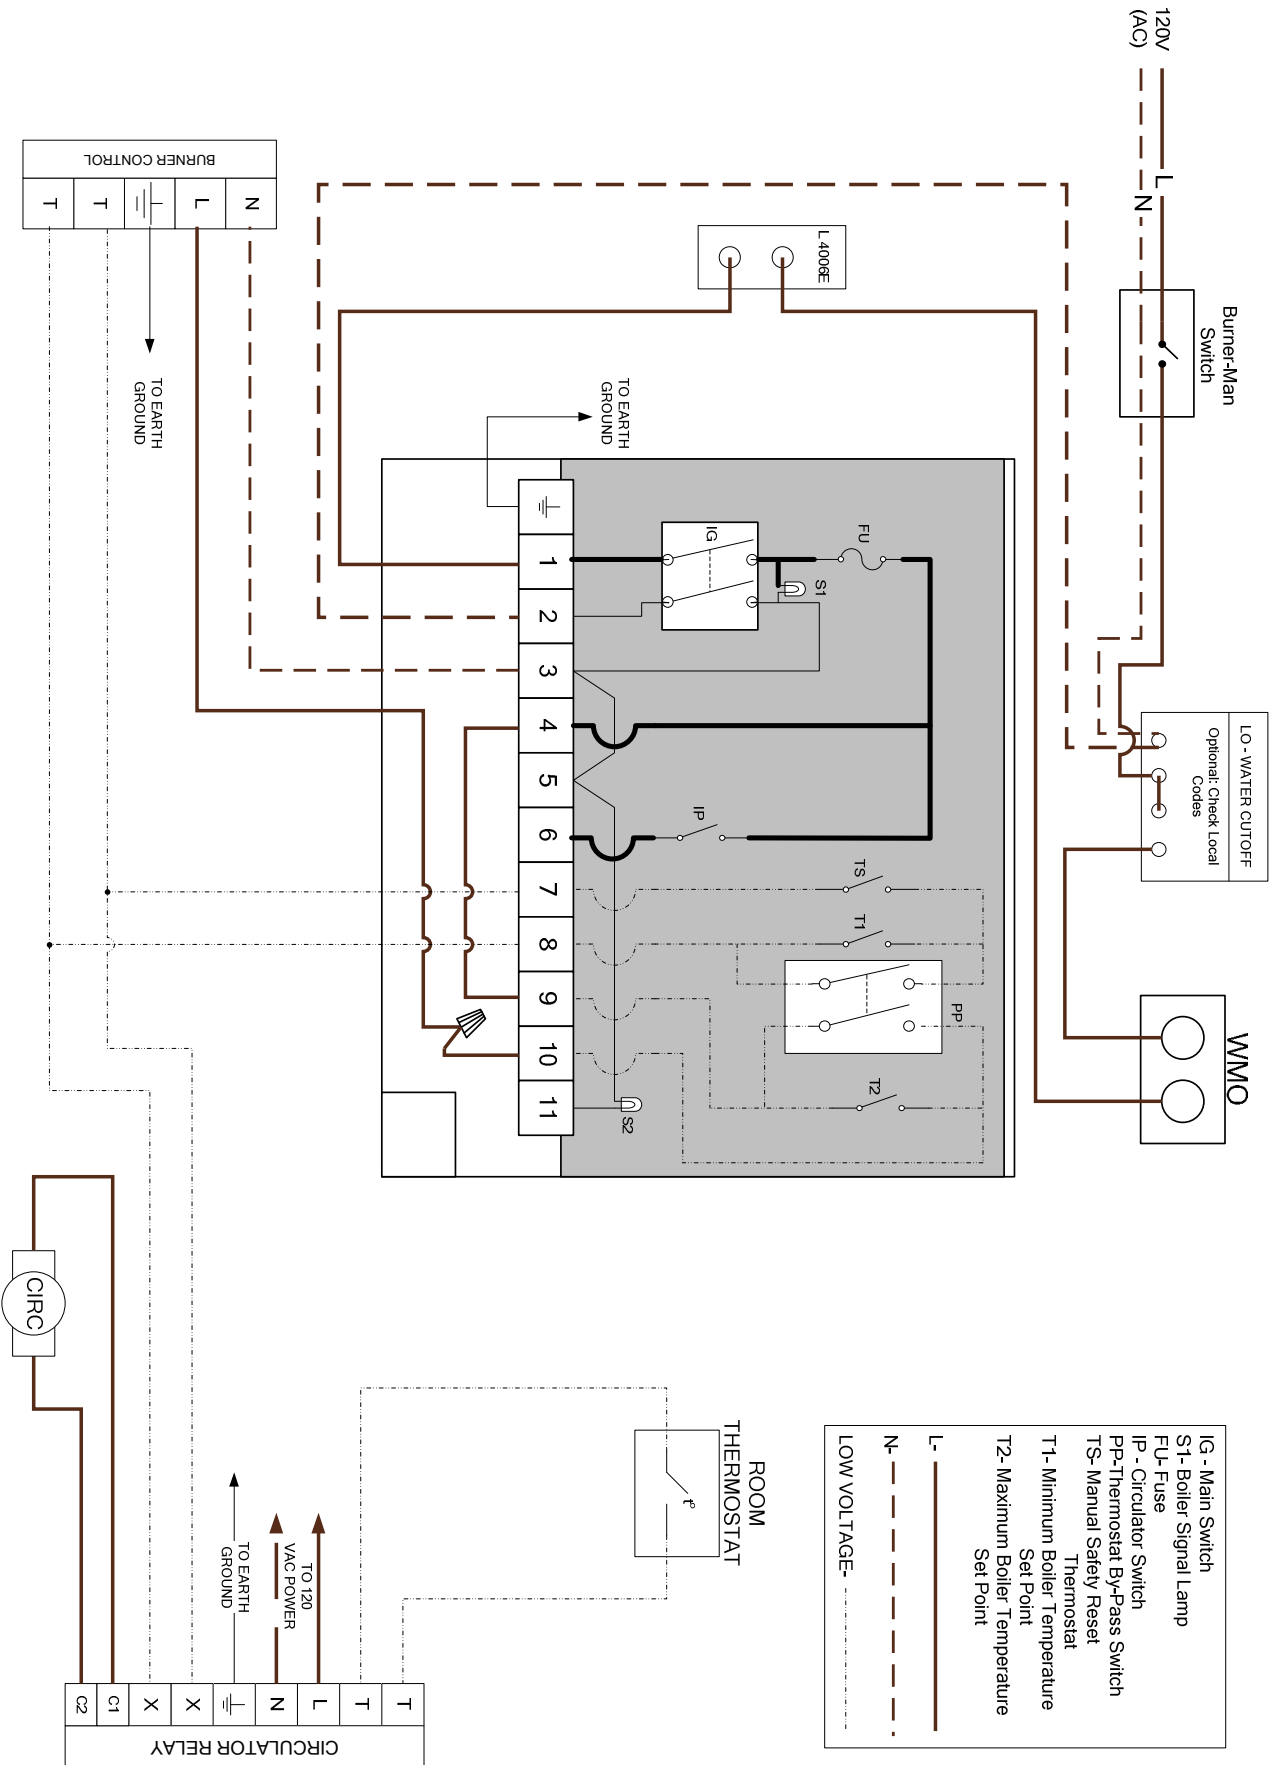 120V
(AC)
L
N
Burner-Man
Switch
LO - WATER CUTOFF
Optional: Check Local
Codes
WMO
L 4006E
BURNER CONTROL
T
T
L
N
TO EARTH
GROUND
TO EARTH
GROUND
1
2
3
4
5
6
7
8
9
10
11
IG
FU
S1
IP
TS
T1
PP
T2
S2
IG - Main Switch
S1- Boiler Signal Lamp
FU- Fuse
IP - Circulator Switch
PP-Thermostat By-Pass Switch
TS- Manual Safety Reset
Thermostat
T1- Minimum Boiler Temperature
Set Point
T2- Maximum Boiler Temperature
Set Point
L-
N-
LOW VOLTAGE-
ROOM
THERMOSTAT
t°
CIRC
TO 120
VAC POWER
TO EARTH
GROUND
T
T
L
N
X
X
C1
C2
CIRCULATOR RELAY